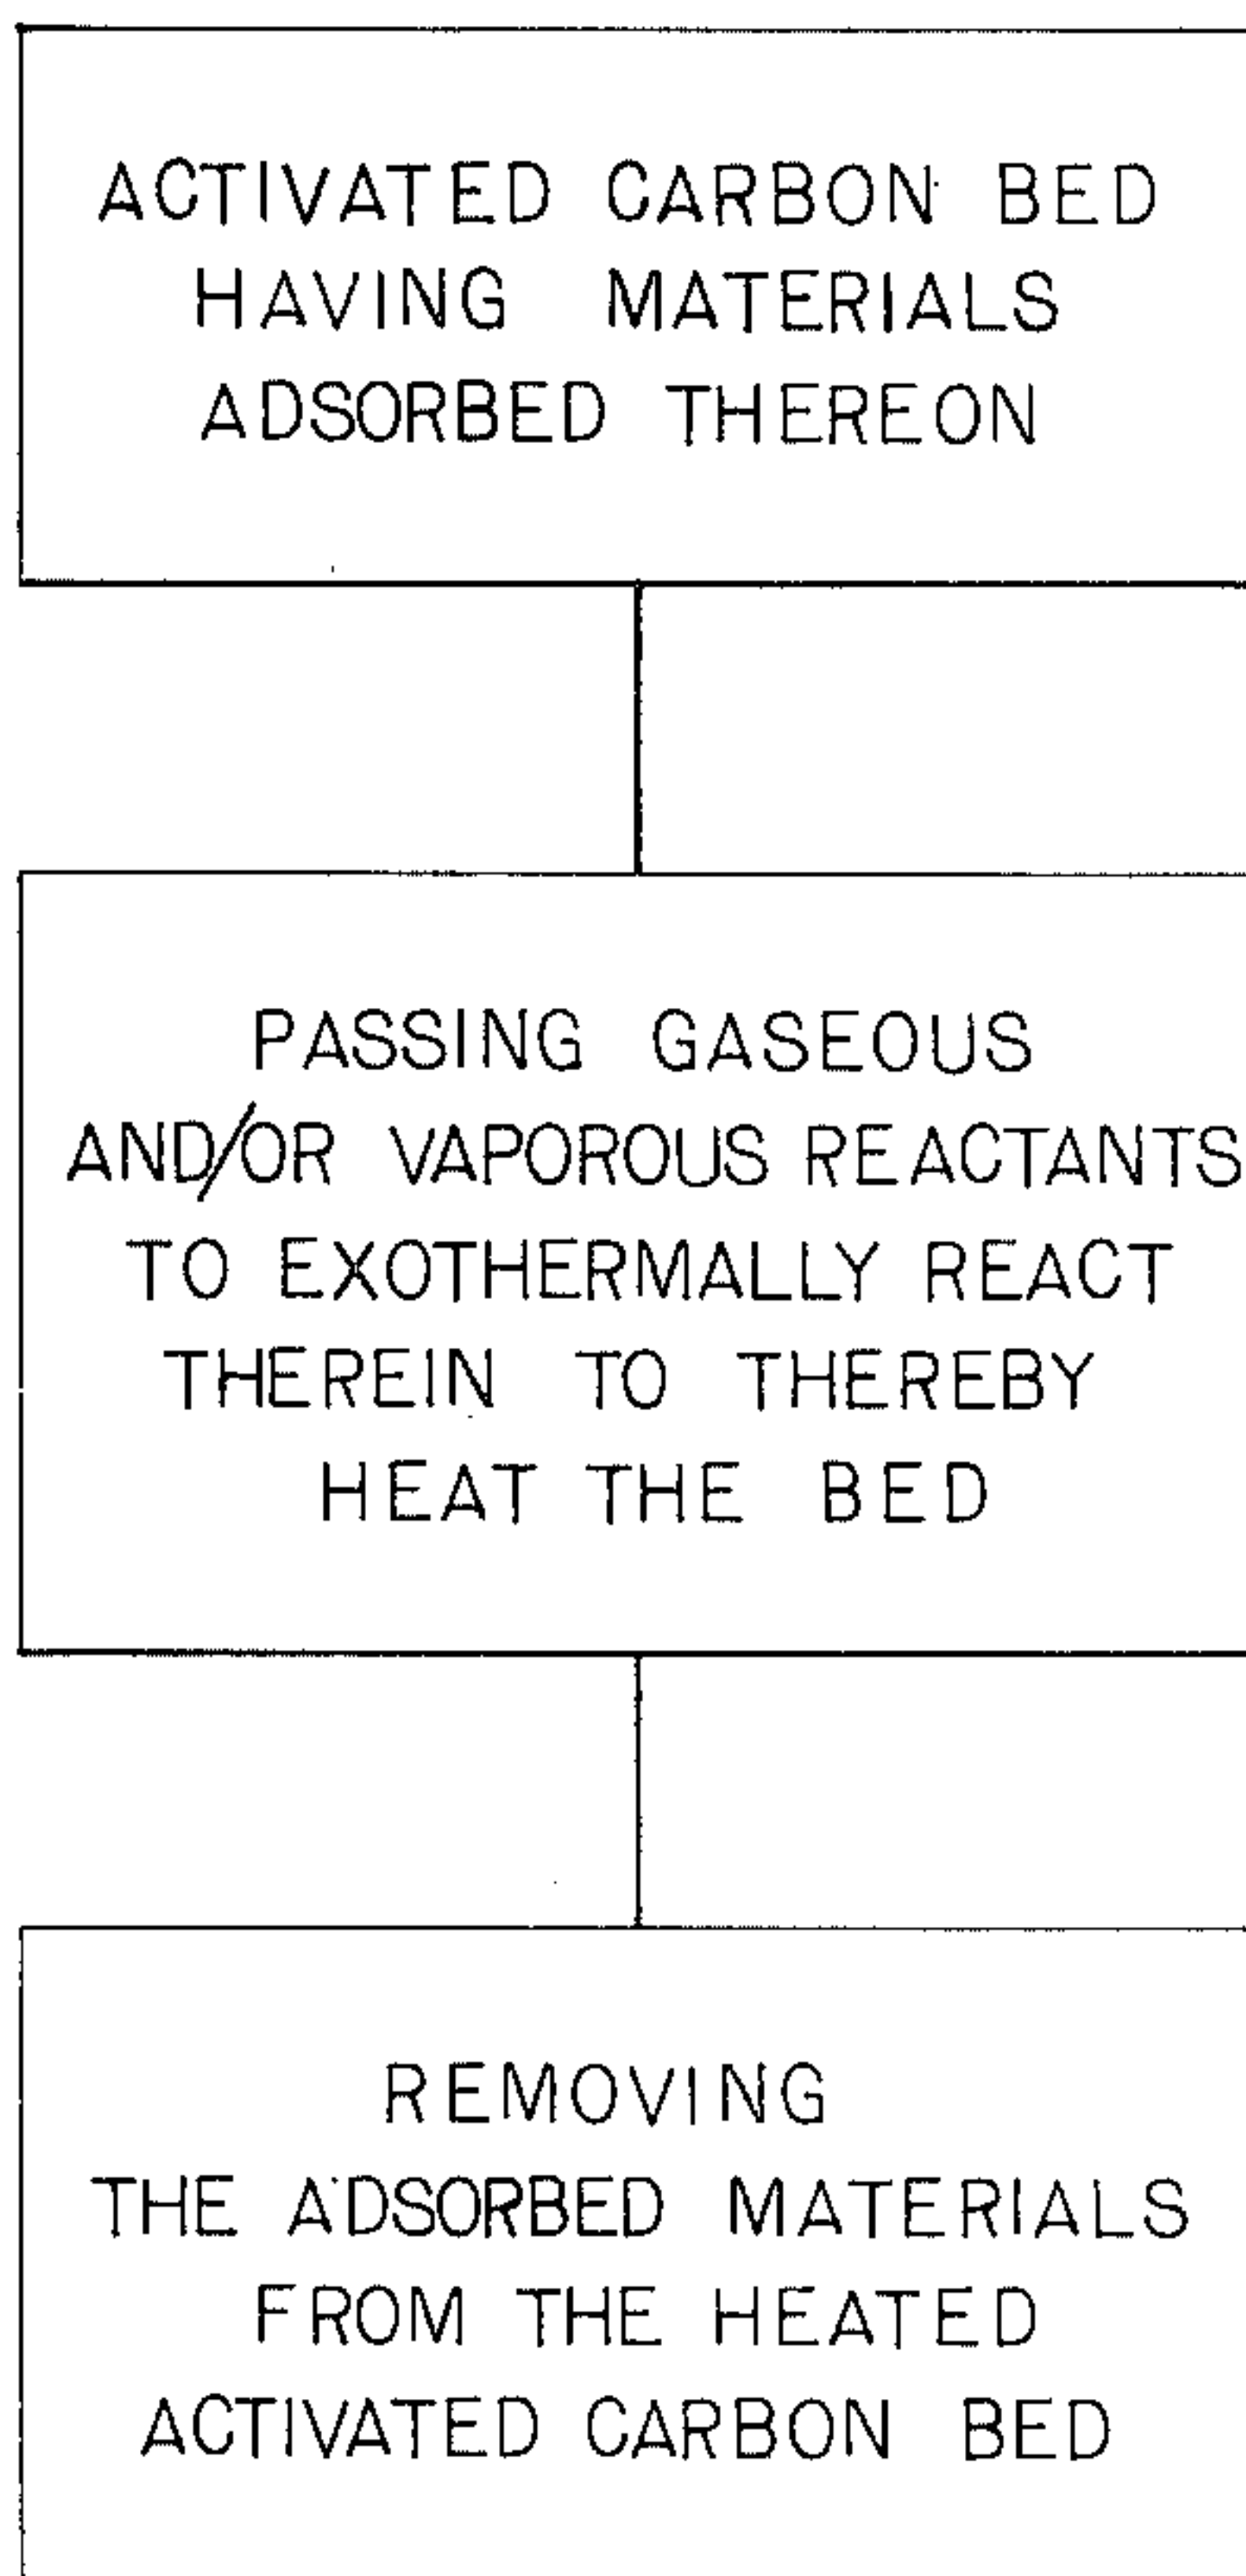 ACTIVATED CARBON BED
HAVING MATERIALS
ADSORBED THEREON
PASSING GASEOUS
AND/OR VAPOROUS REACTANTS
TO EXOTHERMALLY REACT
THEREIN TO THEREBY
HEAT THE BED
REMOVING
THE ADSORBED MATERIALS
FROM THE HEATED
ACTIVATED CARBON BED